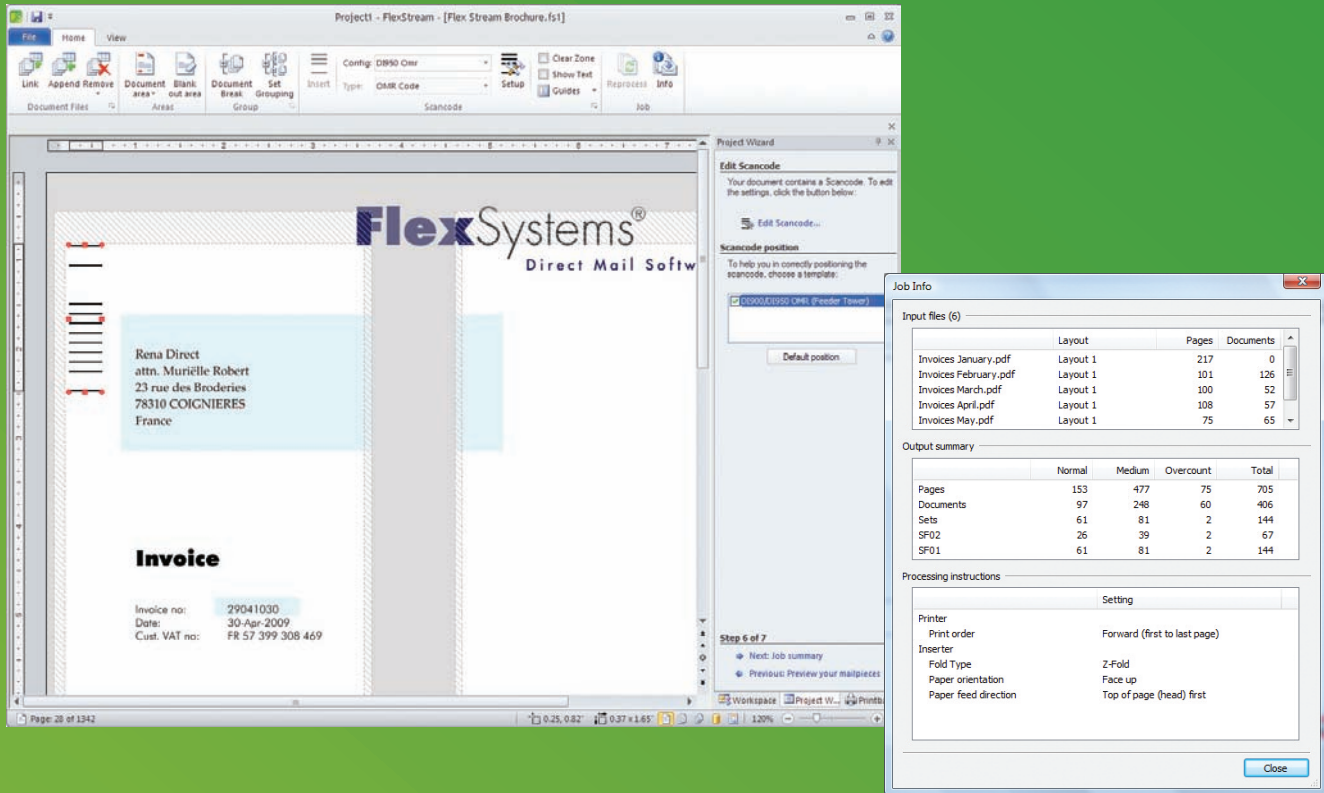 Project1 - FlexStream - [Flex Stream Brochure.fs1]
File Home View
Link Append Remove
Document Files
Document area Blank out area
Areas
Document Break Set Grouping
Group
Insert
Config: DI950 Omr
Type: OMR Code
Setup
Clear Zone
Show Text
Guides
Scancode
Reprocess Info
Job
FlexSystems®
Direct Mail Softw
Rena Direct
attn. Muriëlle Robert
23 rue des Broderies
78310 COIGNIERES
France
Invoice
Invoice no: 29041030
Date: 30-Apr-2009
Cust. VAT no: FR 57 399 308 469
Project Wizard
Edit Scancode
Your document contains a Scancode. To edit
the settings, click the button below:
Edit Scancode...
Scancode position
To help you in correctly positioning the
scancode, choose a template:
DI900/DI950 OMR (Feeder Tower)
Default position
Step 6 of 7
Next: Job summary
Previous: Preview your mailpieces
Workspace Project W... Printb
Page: 28 of 1342
0.25, 0.82" 0.37 x 1.65" 120%
Job Info
Input files (6)
Layout Pages Documents
Invoices January.pdf Layout 1 217 0
Invoices February.pdf Layout 1 101 126
Invoices March.pdf Layout 1 100 52
Invoices April.pdf Layout 1 108 57
Invoices May.pdf Layout 1 75 65
Output summary
Normal Medium Overcount Total
Pages 153 477 75 705
Documents 97 248 60 406
Sets 61 81 2 144
SF02 26 39 2 67
SF01 61 81 2 144
Processing instructions
Setting
Printer
Print order Forward (first to last page)
Inserter
Fold Type Z-Fold
Paper orientation Face up
Paper feed direction Top of page (head) first
Close